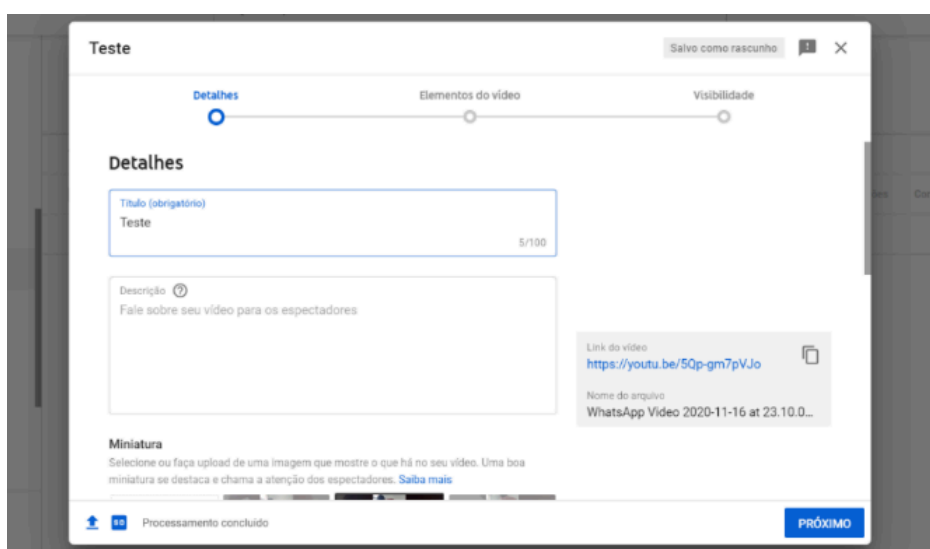 Teste
Salvo como rascunho
Detalhes
Elementos do vídeo
Visibilidade
Detalhes
Título (obrigatório)
Teste
5/100
Descrição
Fale sobre seu vídeo para os espectadores
Link do vídeo
https://youtu.be/5Qp-gm7pVJo
Nome do arquivo
WhatsApp Video 2020-11-16 at 23.10.0...
Miniatura
Selecione ou faça upload de uma imagem que mostre o que há no seu vídeo. Uma boa
miniatura se destaca e chama a atenção dos espectadores. Saiba mais
SD
Processamento concluído
PRÓXIMO